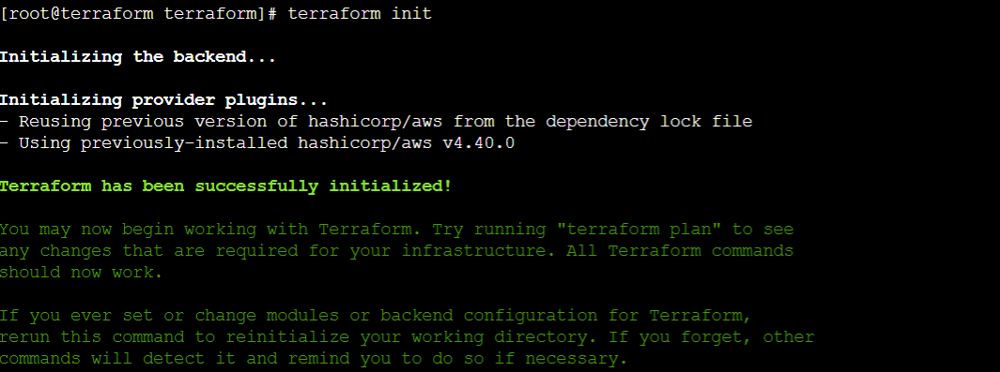 [root@terraform terraform]# terraform init
Initializing the backend...
Initializing provider plugins...
- Reusing previous version of hashicorp/aws from the dependency lock file
- Using previously-installed hashicorp/aws v4.40.0
Terraform has been successfully initialized!
You may now begin working with Terraform. Try running "terraform plan" to see
any changes that are required for your infrastructure. All Terraform commands
should now work.
If you ever set or change modules or backend configuration for Terraform,
rerun this command to reinitialize your working directory. If you forget, other
commands will detect it and remind you to do so if necessary.